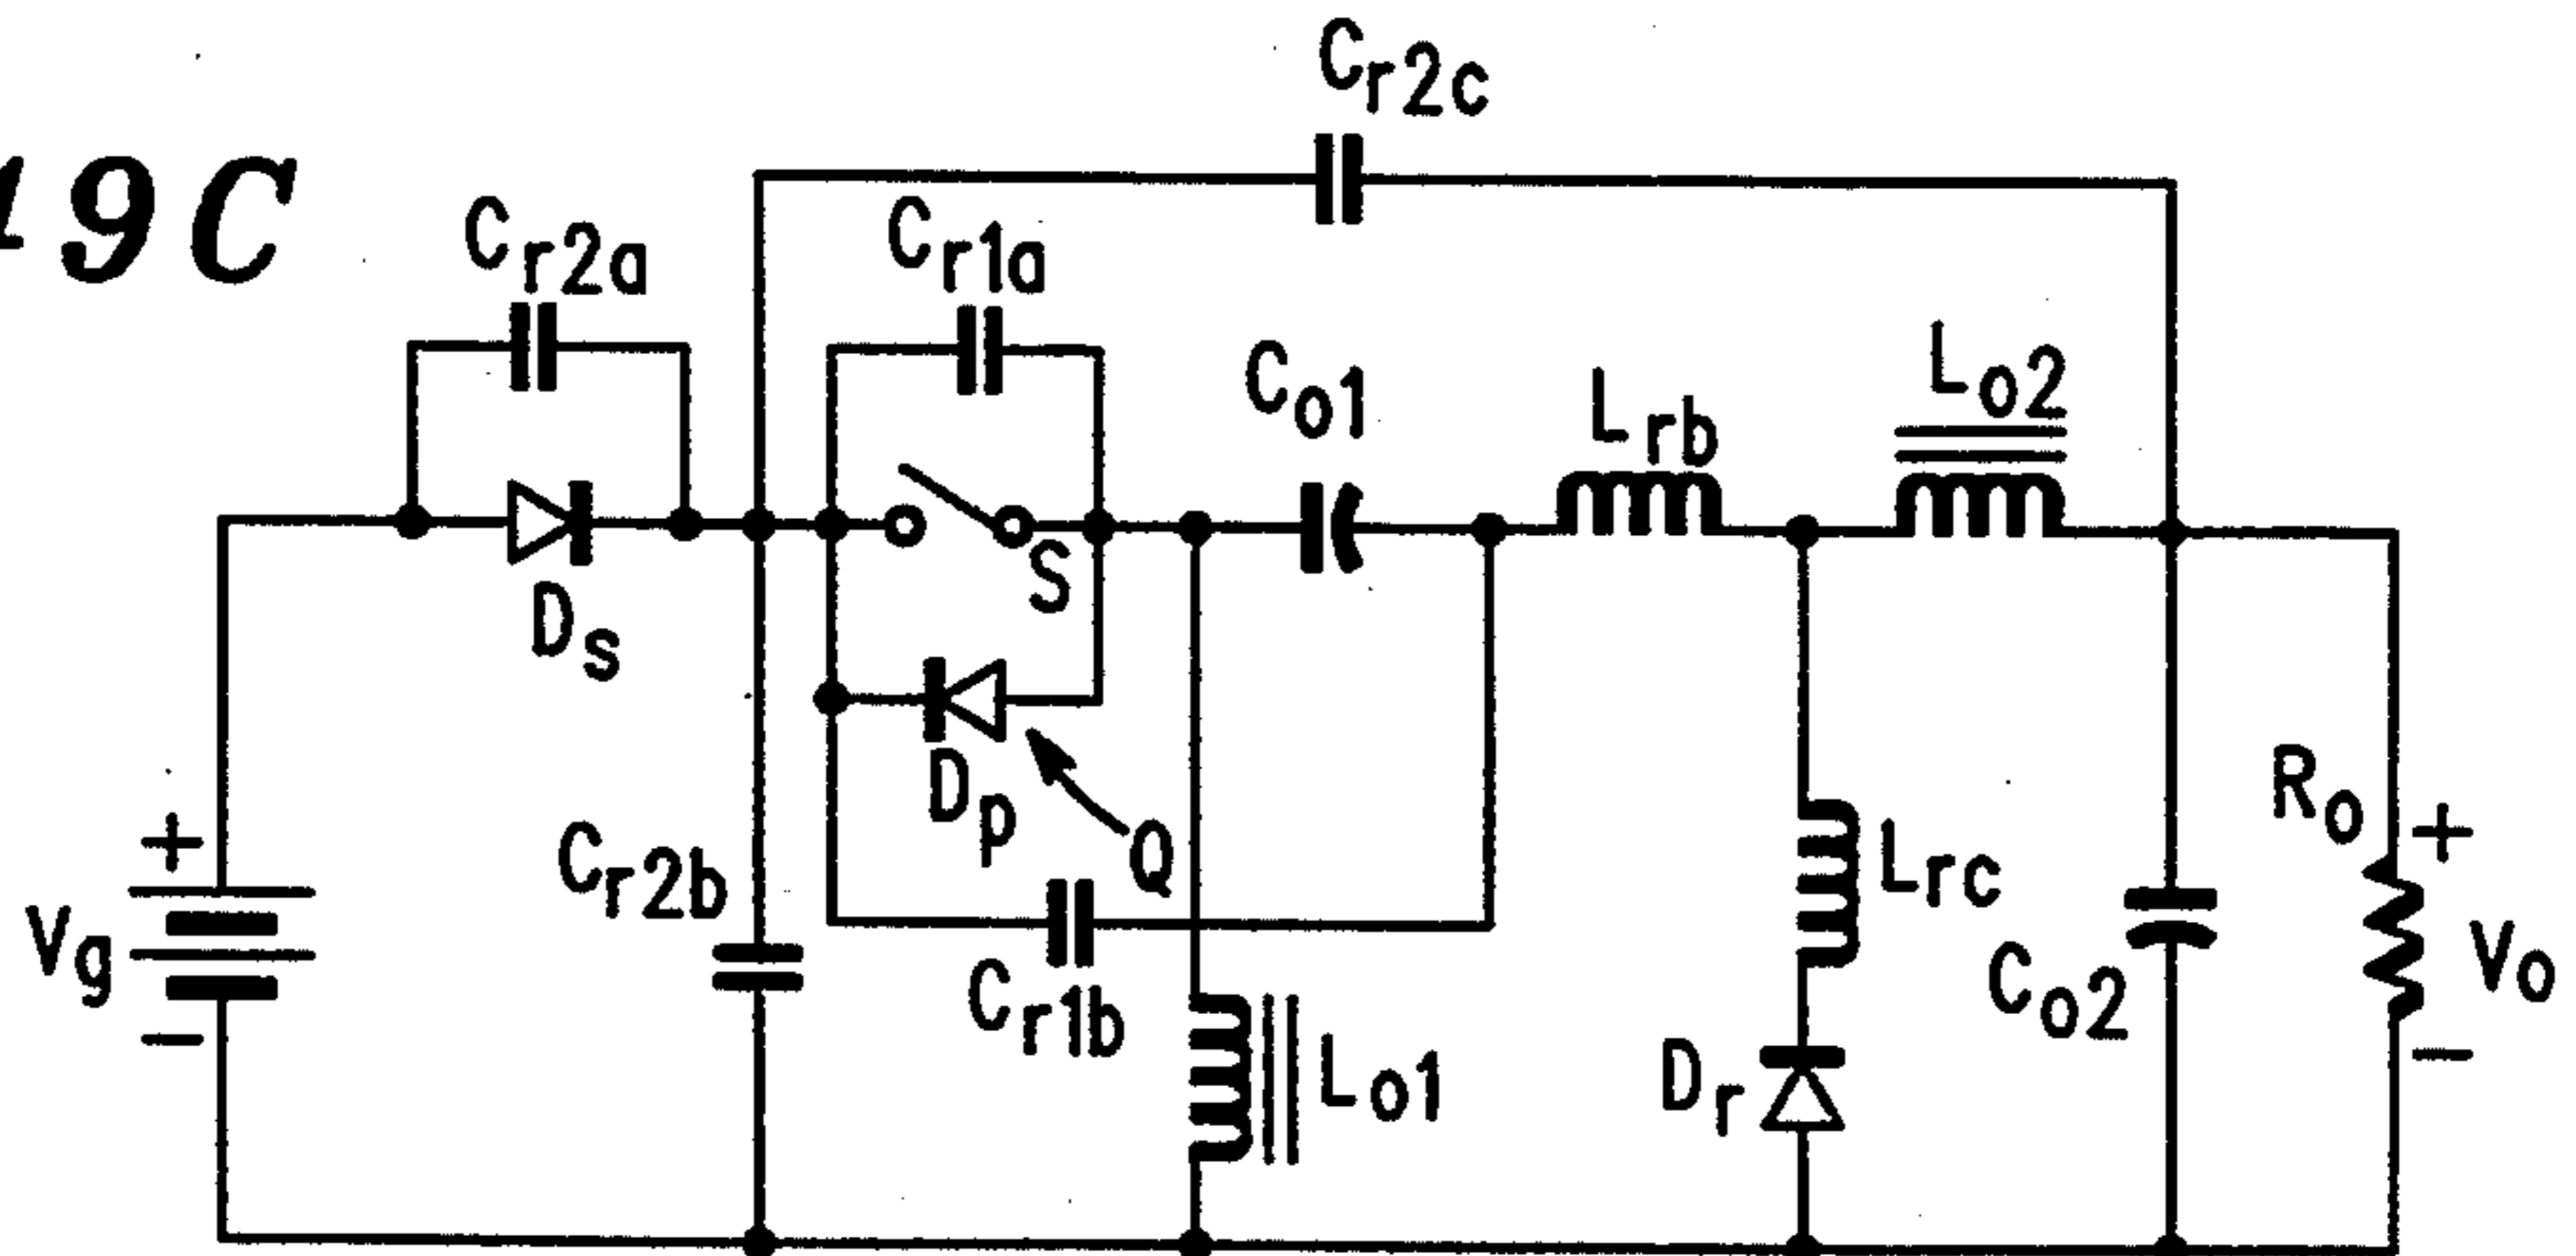 19C
Cr2c
Cr2a
Cr1a
Co1
Lrb
Lo2
Ds
S
Dp
Q
Cr2b
Cr1b
Lo1
Lrc
Dr
Co2
Ro
+
Vo
−
+
Vg
−